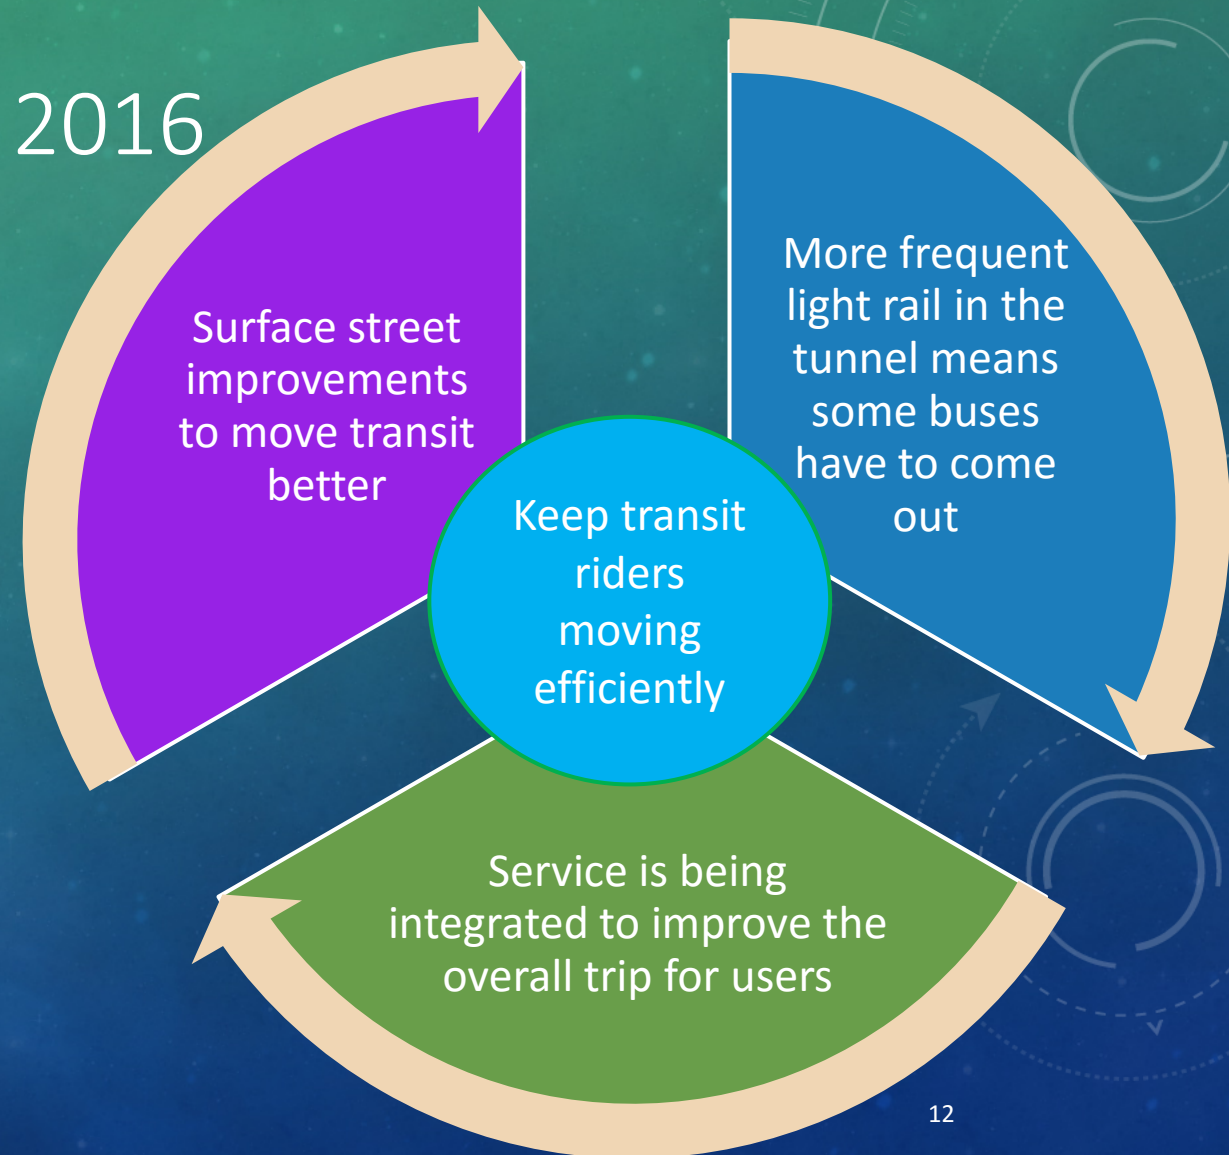 2016
Surface street
improvements
to move transit
better
More frequent
light rail in the
tunnel means
some buses
have to come
out
Keep transit
riders
moving
efficiently
Service is being
integrated to improve the
overall trip for users
12